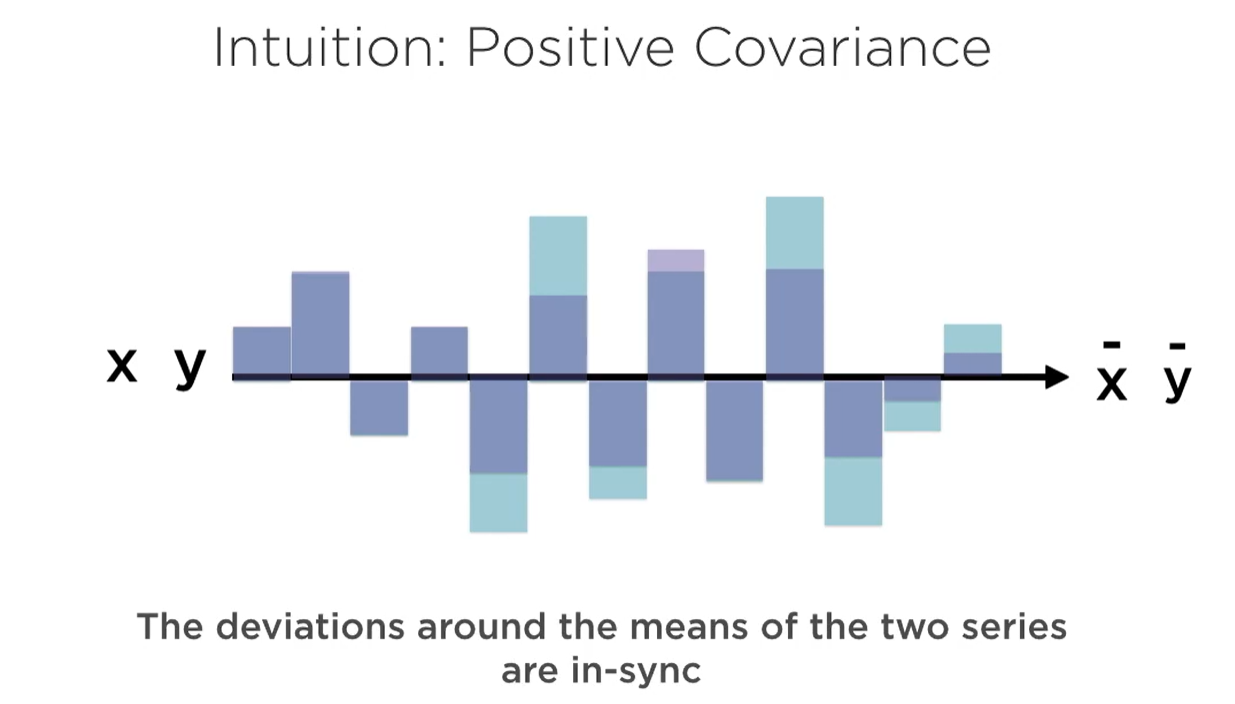 Intuition: Positive Covariance
x y
x̄ ȳ
The deviations around the means of the two series
are in-sync